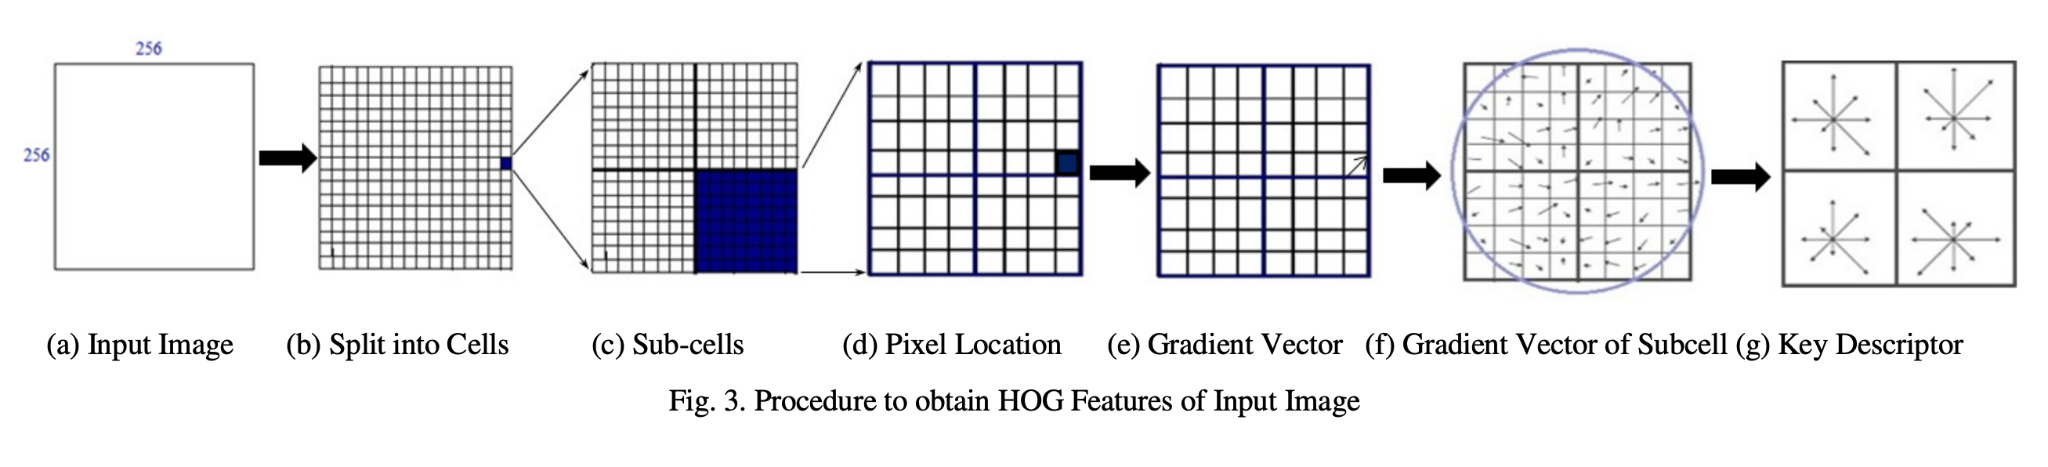 256
256
(a) Input Image (b) Split into Cells (c) Sub-cells (d) Pixel Location (e) Gradient Vector (f) Gradient Vector of Subcell (g) Key Descriptor
Fig. 3. Procedure to obtain HOG Features of Input Image